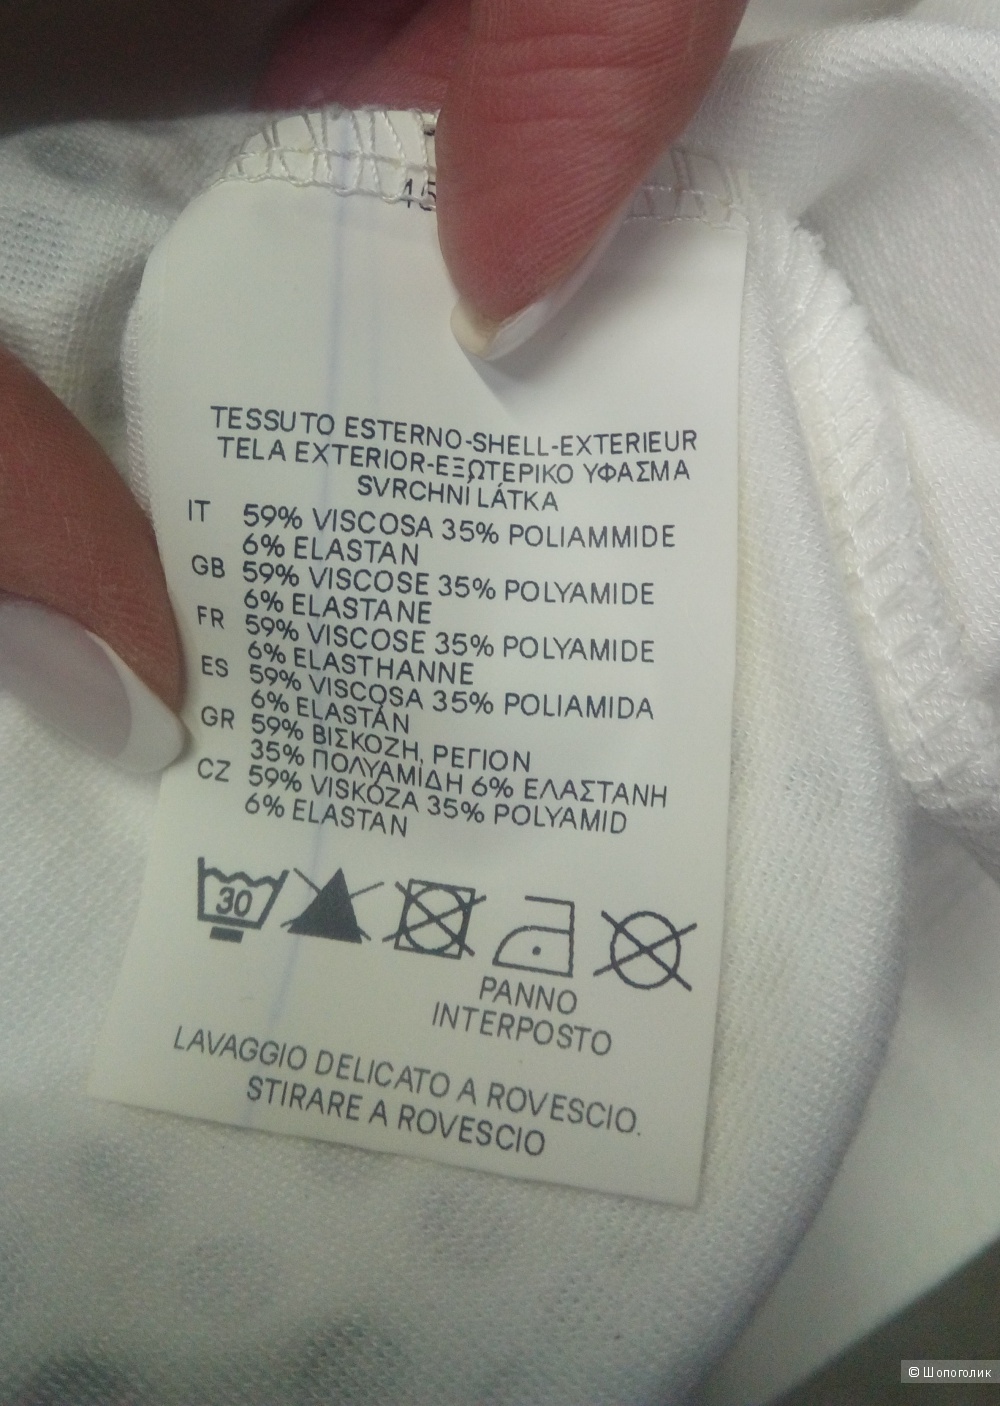 TESSUTO ESTERNO-SHELL-EXTERIEUR
TELA EXTERIOR-ΕΞΩΤΕΡΙΚΟ ΥΦΑΣΜΑ
SVRCHNÍ LÁTKA
IT 59% VISCOSA 35% POLIAMMIDE
6% ELASTAN
GB 59% VISCOSE 35% POLYAMIDE
6% ELASTANE
FR 59% VISCOSE 35% POLYAMIDE
6% ELASTHANNE
ES 59% VISCOSA 35% POLIAMIDA
6% ELASTÁN
GR 59% ΒΙΣΚΟΖΗ, ΡΕΓΙΟΝ
35% ΠΟΛΥΑΜΙΔΗ 6% ΕΛΑΣΤΑΝΗ
CZ 59% VISKÓZA 35% POLYAMID
6% ELASTAN
30
PANNO
INTERPOSTO
LAVAGGIO DELICATO A ROVESCIO.
STIRARE A ROVESCIO
© Шопоголик